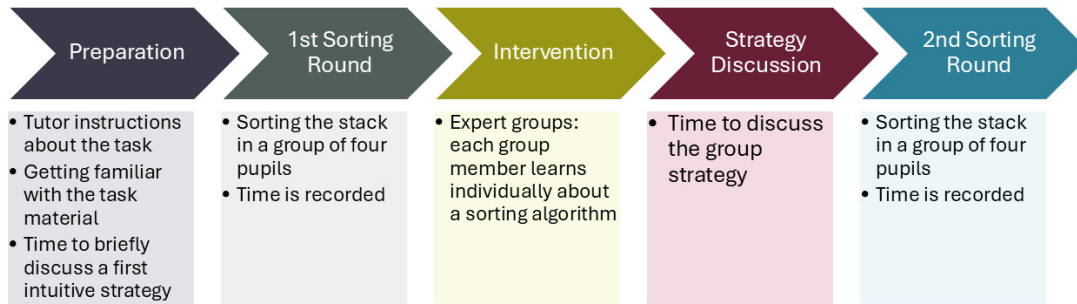 Preparation
1st Sorting
Round
Intervention
Strategy
Discussion
2nd Sorting
Round
• Tutor instructions
about the task
• Getting familiar
with the task
material
• Time to briefly
discuss a first
intuitive strategy
• Sorting the stack
in a group of four
pupils
• Time is recorded
• Expert groups:
each group
member learns
individually about
a sorting algorithm
• Time to discuss
the group
strategy
• Sorting the stack
in a group of four
pupils
• Time is recorded